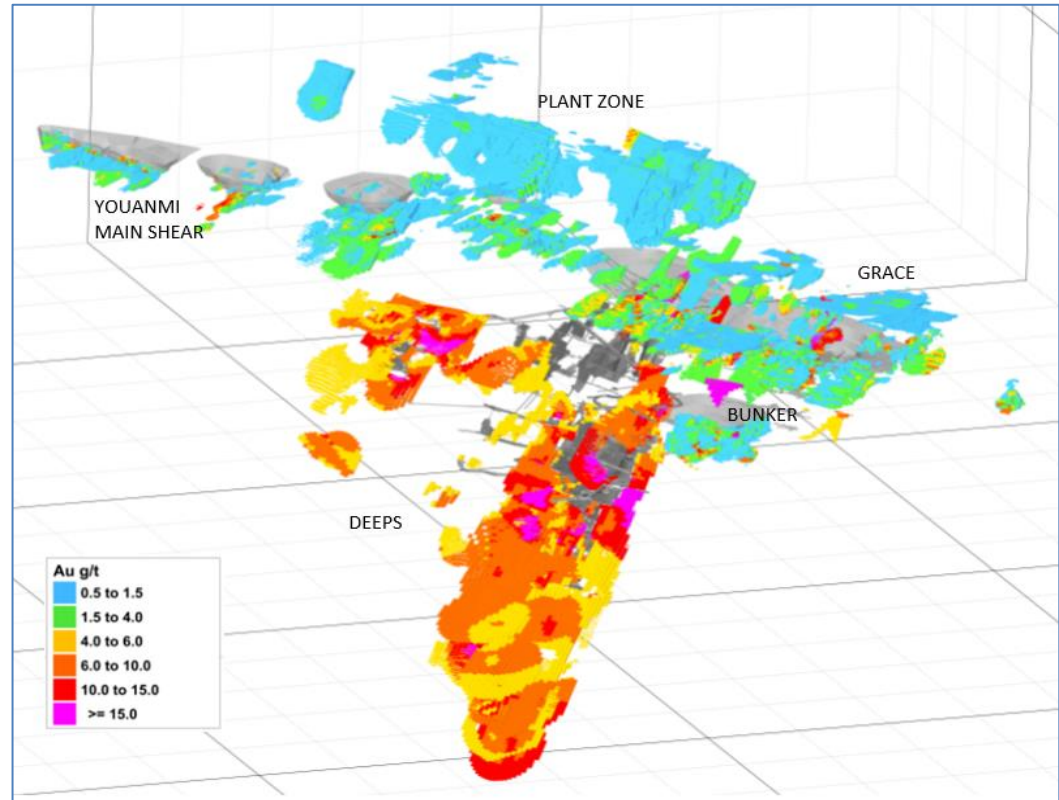 PLANT ZONE
YOUANMI
MAIN SHEAR
GRACE
BUNKER
DEEPS
Au g/t
0.5 to 1.5
1.5 to 4.0
4.0 to 6.0
6.0 to 10.0
10.0 to 15.0
>= 15.0